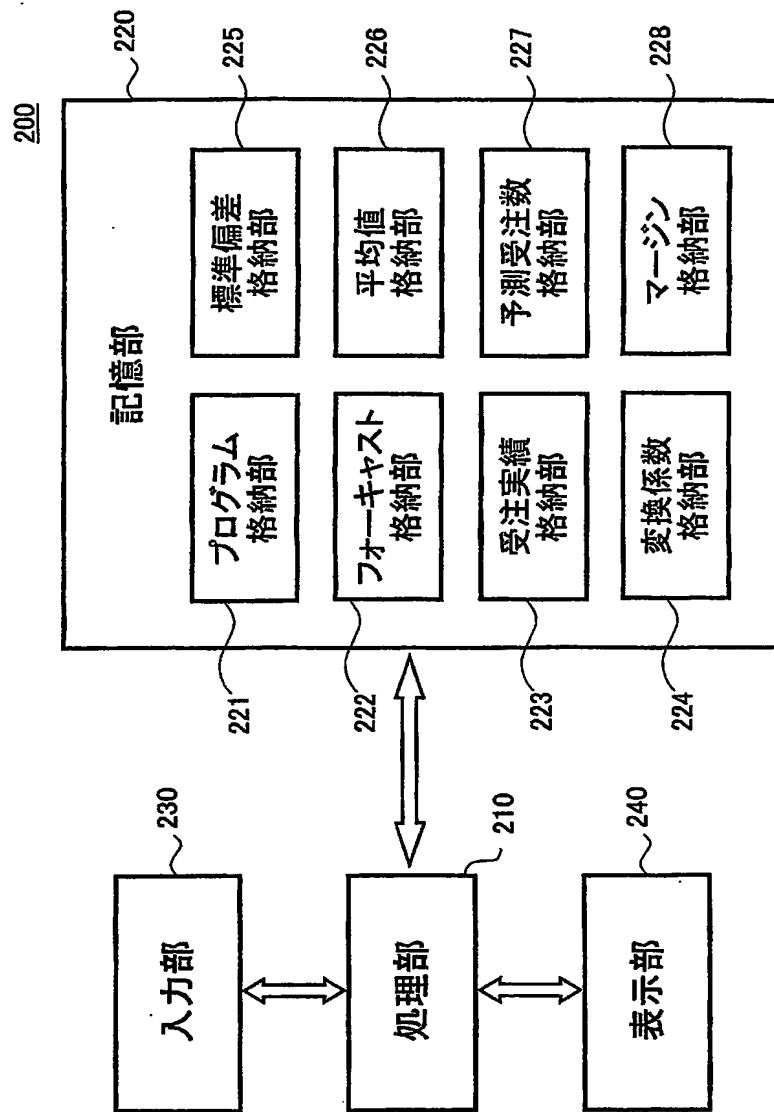 200
220
記憶部
プログラム
格納部
221
標準偏差
格納部
225
フォーキャスト
格納部
222
平均値
格納部
226
受注実績
格納部
223
予測受注数
格納部
227
変換係数
格納部
224
マージン
格納部
228
入力部
230
処理部
210
表示部
240